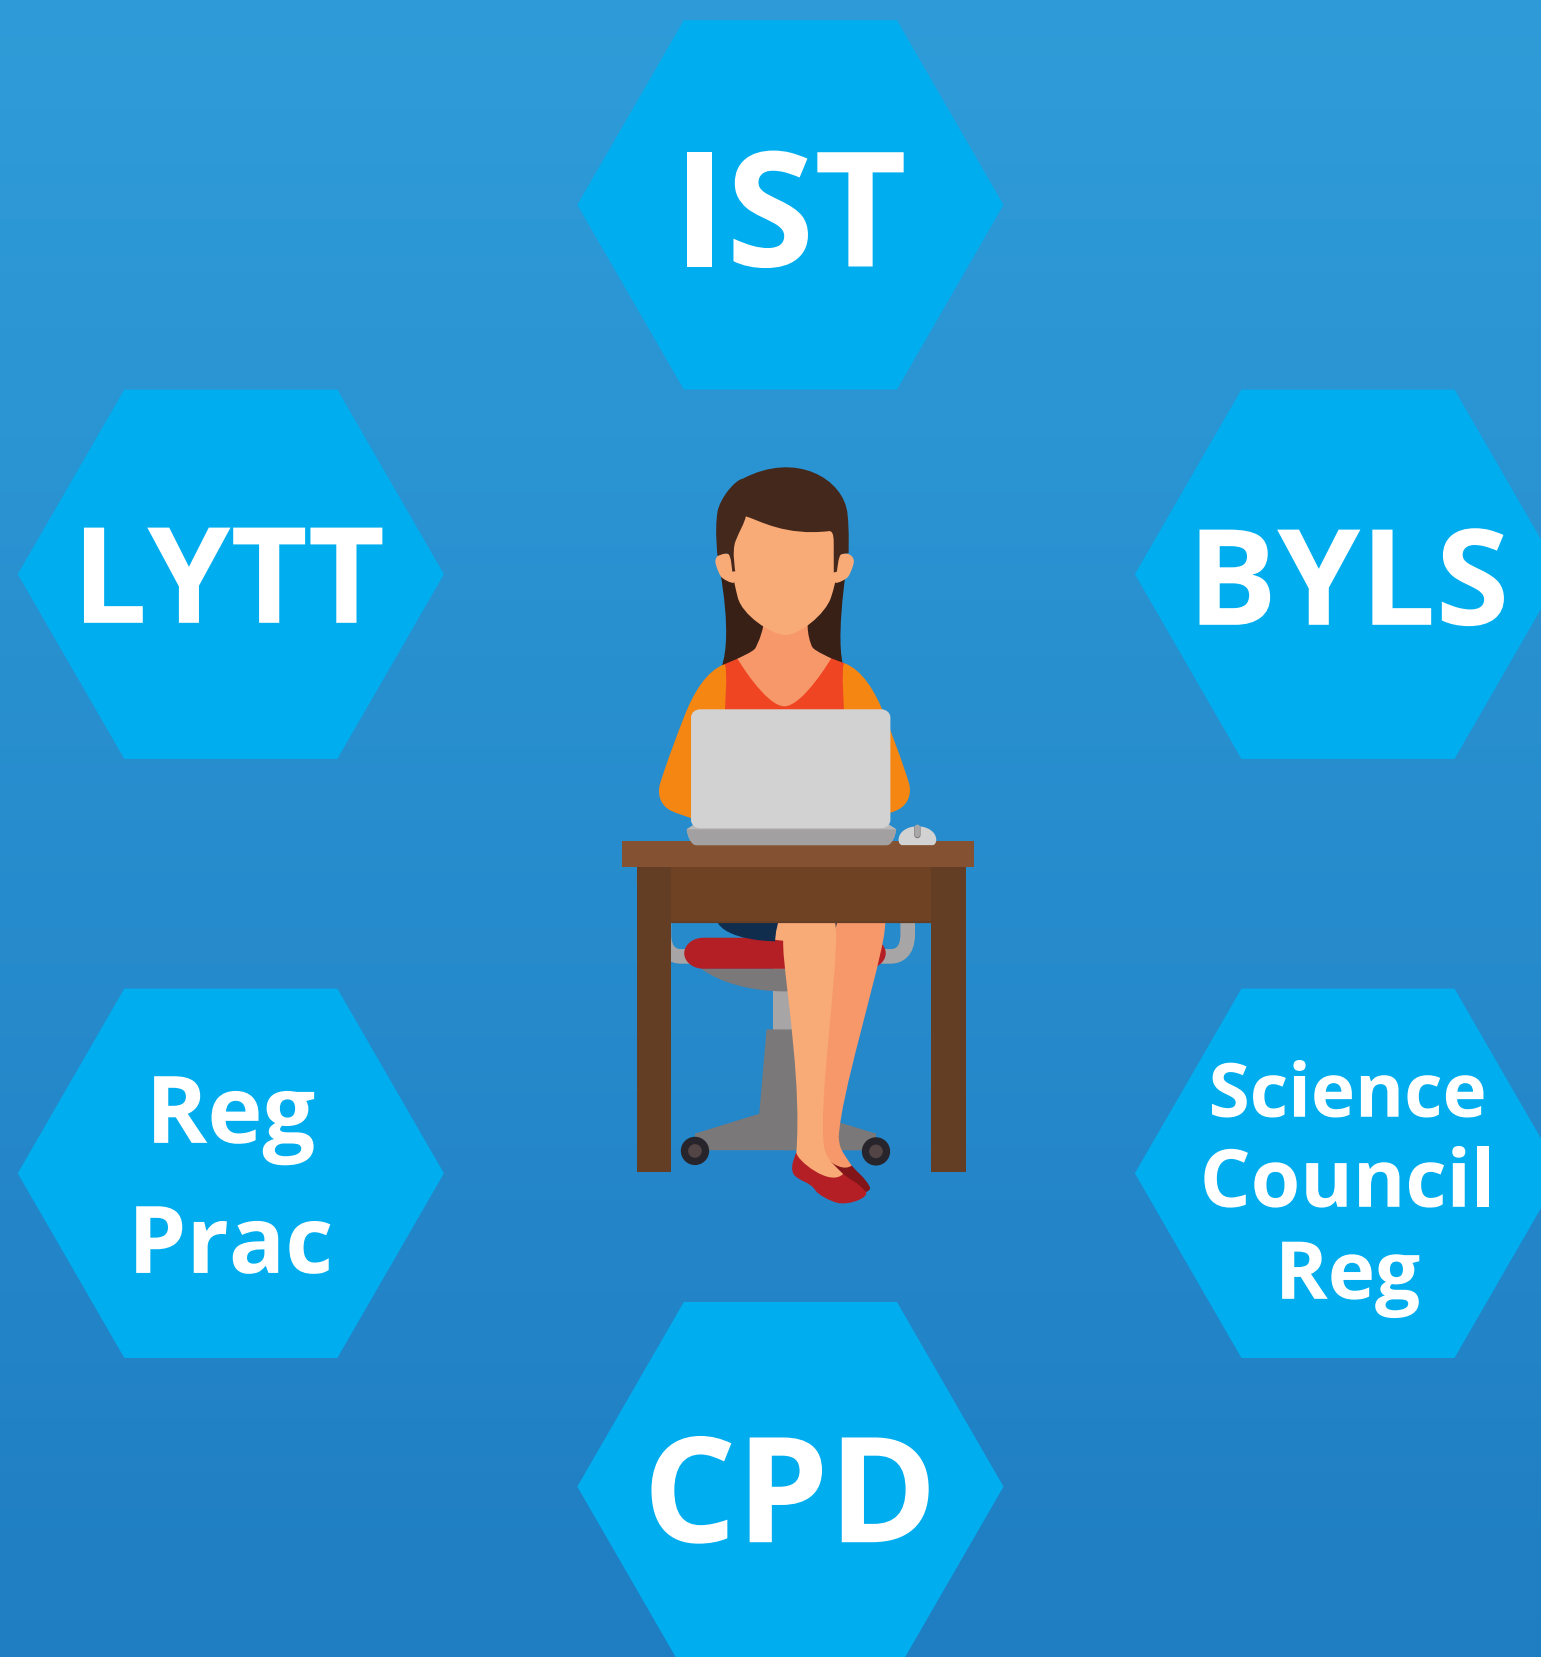 IST
LYTT
BYLS
Reg
Prac
Science
Council
Reg
CPD